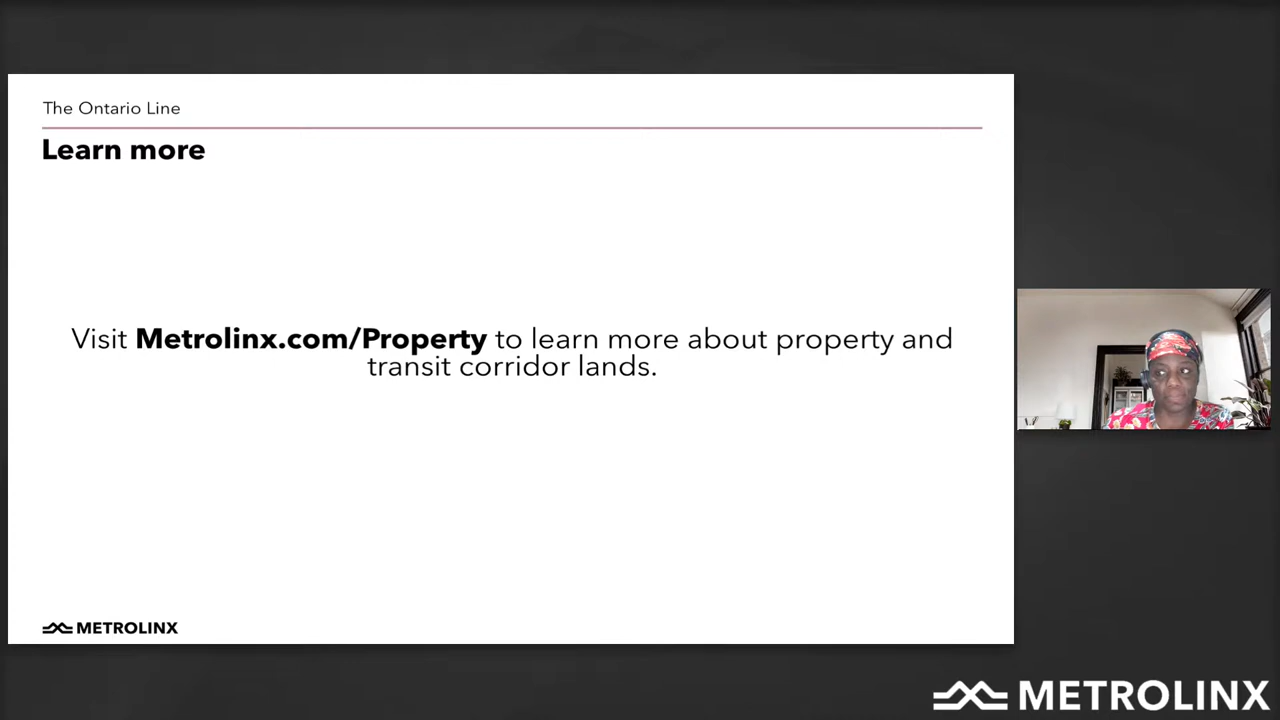 The Ontario Line
Learn more
Visit Metrolinx.com/Property to learn more about property and
transit corridor lands.
METROLINX
METROLINX